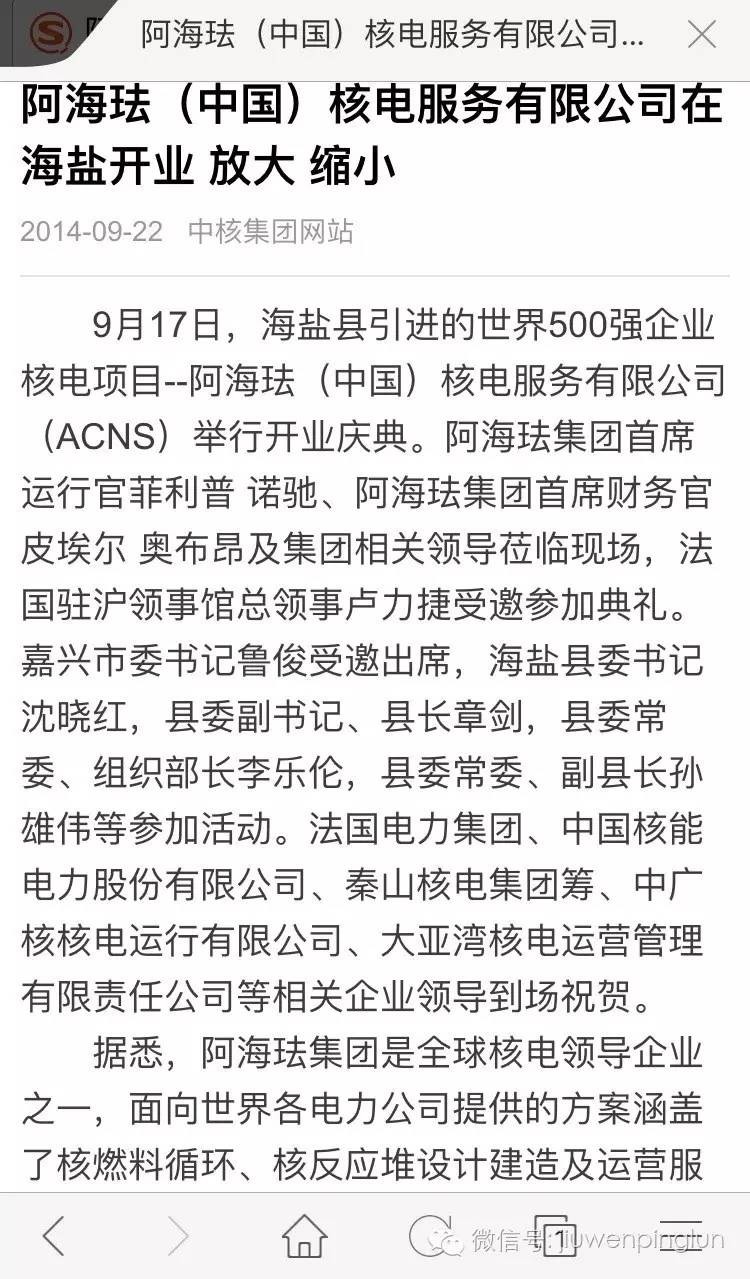 阿海珐（中国）核电服务有限公司...
阿海珐（中国）核电服务有限公司在
海盐开业 放大 缩小
2014-09-22 中核集团网站
9月17日，海盐县引进的世界500强企业
核电项目--阿海珐（中国）核电服务有限公司
（ACNS）举行开业庆典。阿海珐集团首席
运行官菲利普 诺驰、阿海珐集团首席财务官
皮埃尔 奥布昂及集团相关领导莅临现场，法
国驻沪领事馆总领事卢力捷受邀参加典礼。
嘉兴市委书记鲁俊受邀出席，海盐县委书记
沈晓红，县委副书记、县长章剑，县委常
委、组织部长李乐伦，县委常委、副县长孙
雄伟等参加活动。法国电力集团、中国核能
电力股份有限公司、秦山核电集团筹、中广
核核电运行有限公司、大亚湾核电运营管理
有限责任公司等相关企业领导到场祝贺。
据悉，阿海珐集团是全球核电领导企业
之一，面向世界各电力公司提供的方案涵盖
了核燃料循环、核反应堆设计建造及运营服
微信号: jiuwenpinglun
1